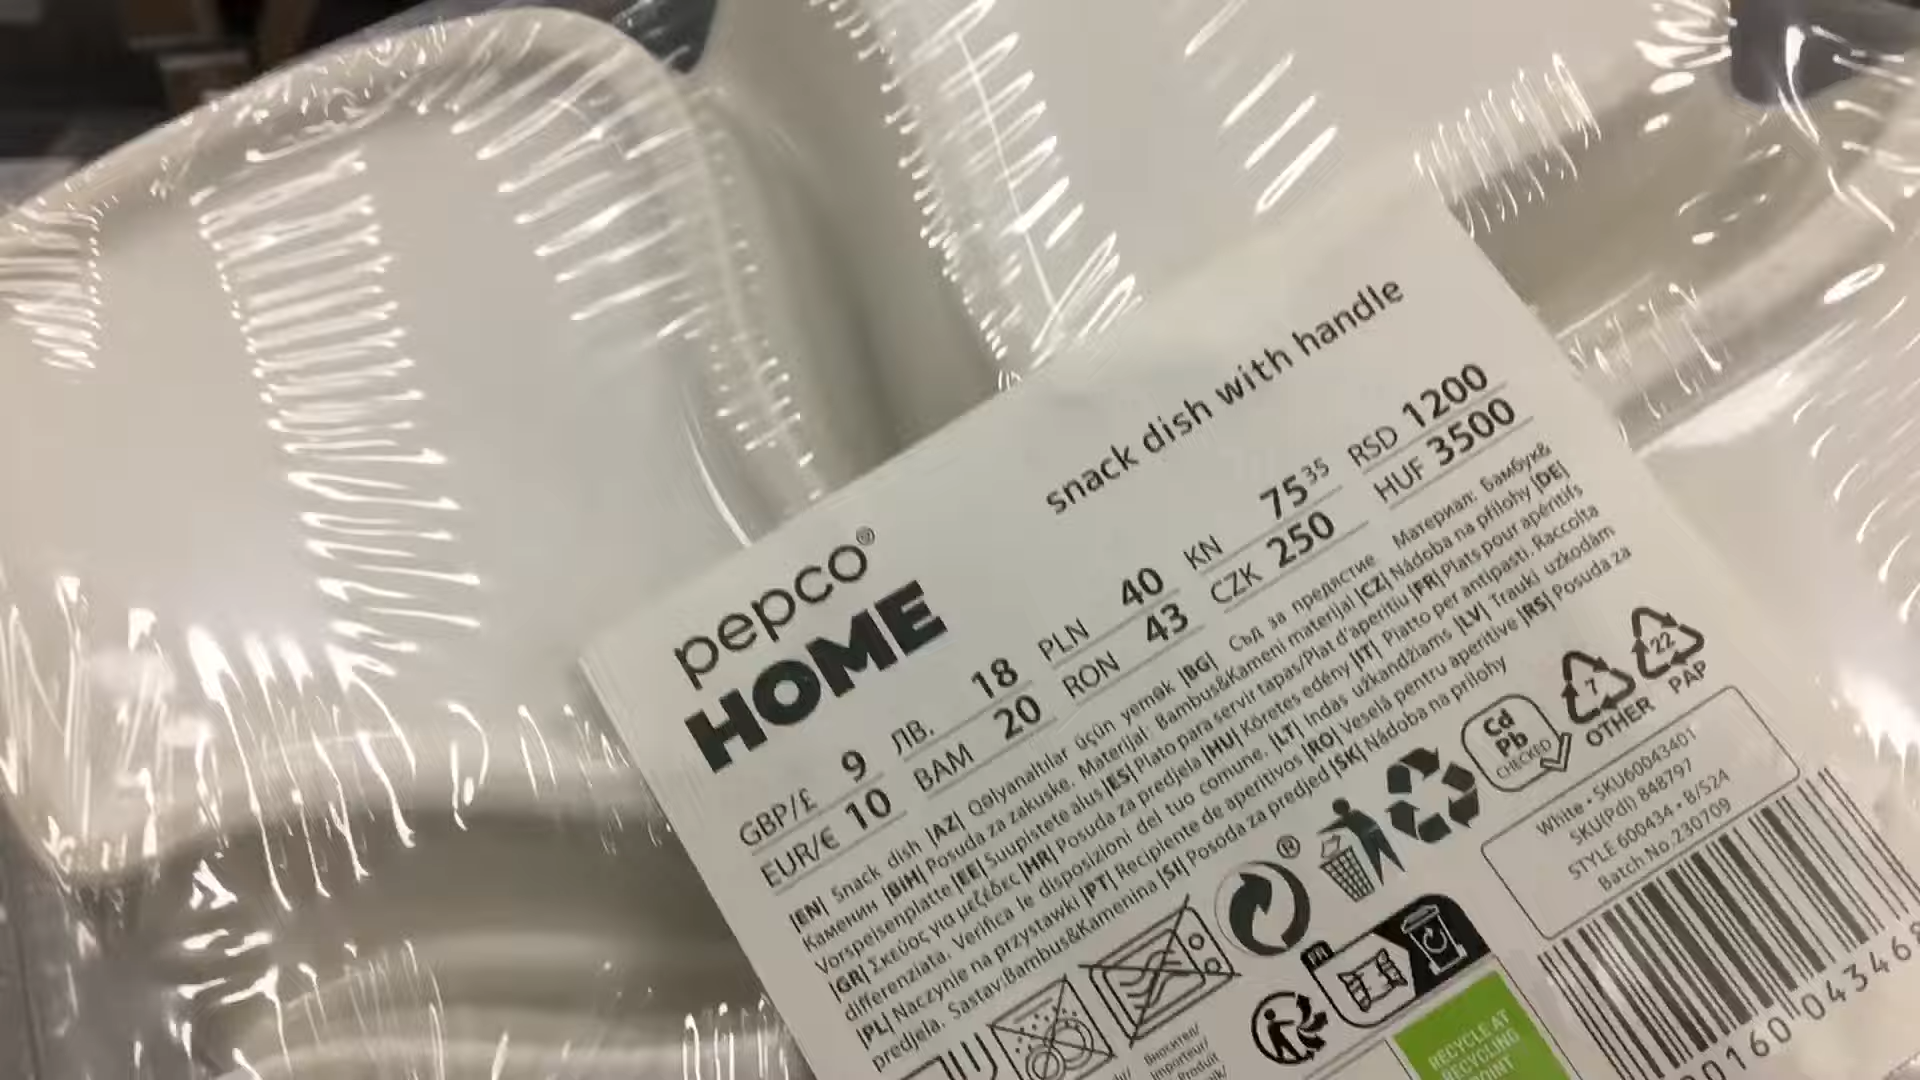 snack dish with handle
pepco®
HOME
GBP/£ 9 ЛВ. 18 PLN 40 KN 75³⁵ RSD 1200
EUR/€ 10 BAM 20 RON 43 CZK 250 HUF 3500
|EN| Snack dish |AZ| Qəlyanaltılar üçün yemək |BG| Съд за предястие Материал: Бамбук&
Каменин |BIH| Posuda za zakuske. Materijal: Bambus&Kameni materijal |CZ| Nádoba na přílohy |DE|
Vorspeisenplatte |EE| Suupistete alus |ES| Plato para servir tapas/Plat d'aperitiu |FR| Plats pour apéritifs
|GR| Σκεύος για μεζέδες |HR| Posuda za predjela |HU| Köretes edény |IT| Piatto per antipasti. Raccolta
differenziata. Verifica le disposizioni del tuo comune. |LT| Indas užkandžiams |LV| Trauki uzkodām
|PL| Naczynie na przystawki |PT| Recipiente de aperitivos |RO| Veselă pentru aperitive |RS| Posuda za
predjela. Sastav:Bambus&Kamenina |SI| Posoda za predjed |SK| Nádoba na prílohy
Cd
Pb
CHECKED
7
OTHER
22
PAP
White • SKU60043401
SKU(Pdl) 848797
STYLE 600434 • B/S24
Batch No.230709
®
FR
RECYCLE AT
RECYCLING
POINT
Вносител/
Importeur/
Produit